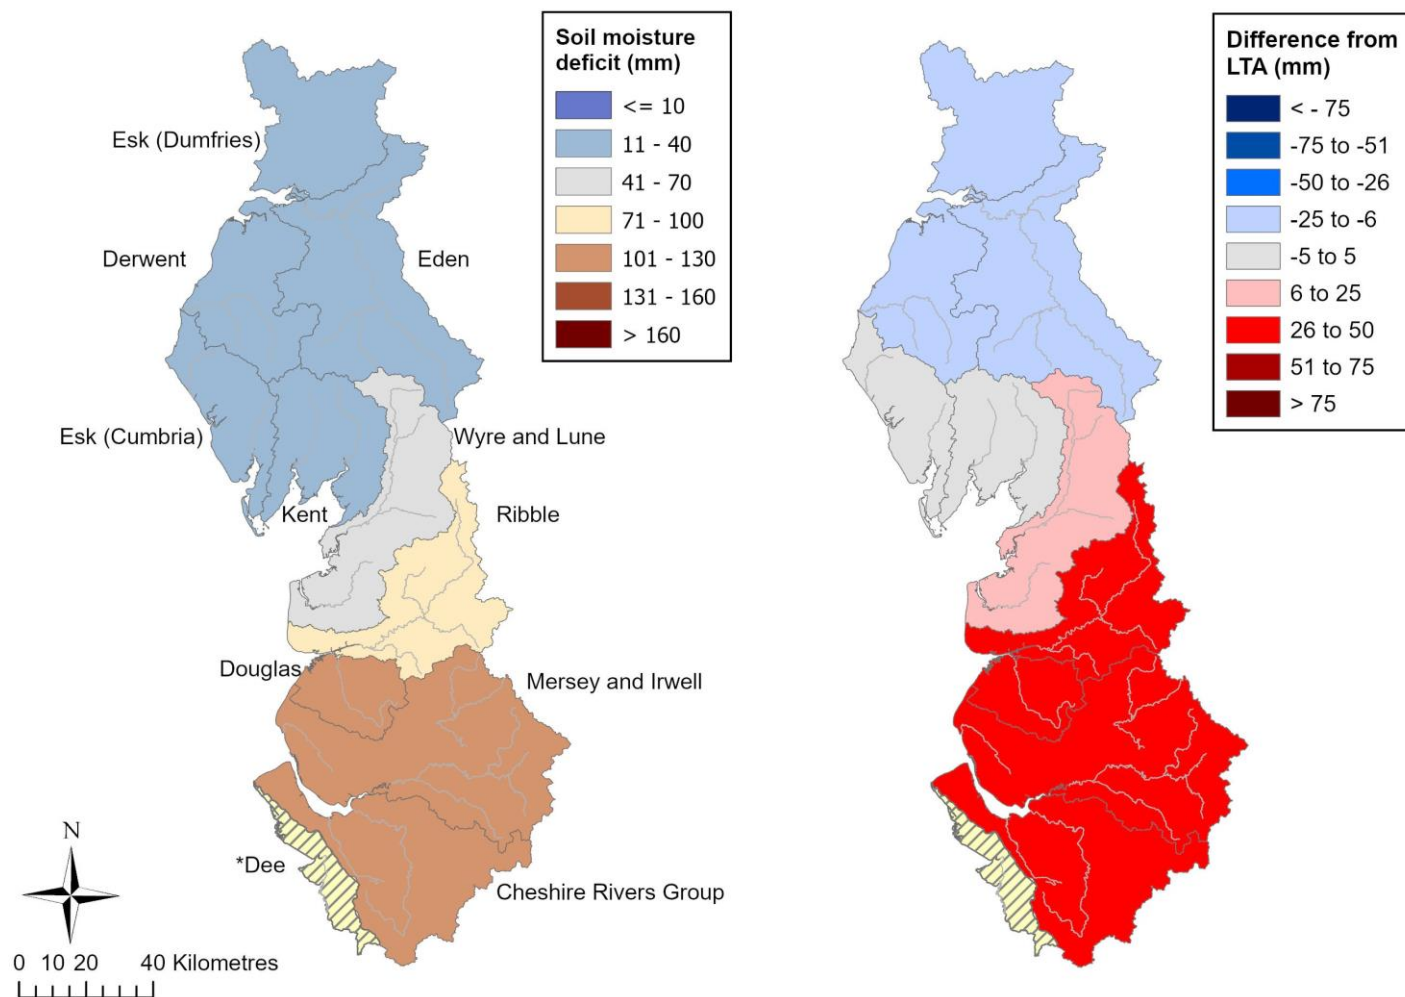 Soil moisture
deficit (mm)
<= 10
11 - 40
41 - 70
71 - 100
101 - 130
131 - 160
> 160
Esk (Dumfries)
Derwent
Eden
Esk (Cumbria)
Wyre and Lune
Kent
Ribble
Douglas
Mersey and Irwell
*Dee
Cheshire Rivers Group
N
0 10 20 40 Kilometres
Difference from
LTA (mm)
< - 75
-75 to -51
-50 to -26
-25 to -6
-5 to 5
6 to 25
26 to 50
51 to 75
> 75